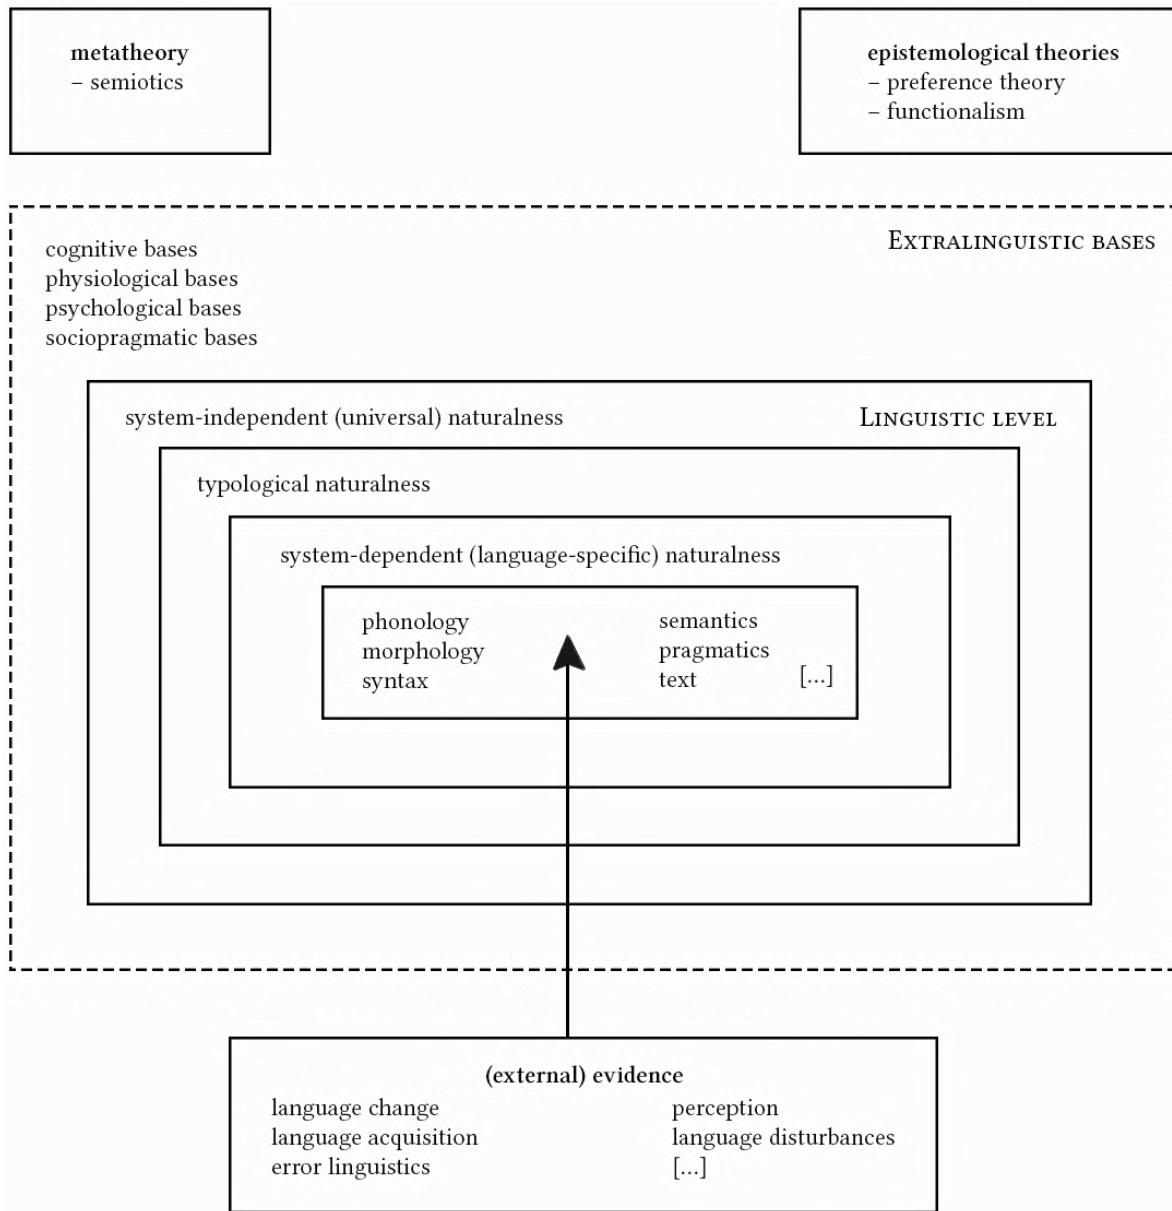 metatheory
– semiotics
epistemological theories
– preference theory
– functionalism
EXTRALINGUISTIC BASES
cognitive bases
physiological bases
psychological bases
sociopragmatic bases
LINGUISTIC LEVEL
system-independent (universal) naturalness
typological naturalness
system-dependent (language-specific) naturalness
phonology
morphology
syntax
semantics
pragmatics
text
[…]
(external) evidence
language change
language acquisition
error linguistics
perception
language disturbances
[…]